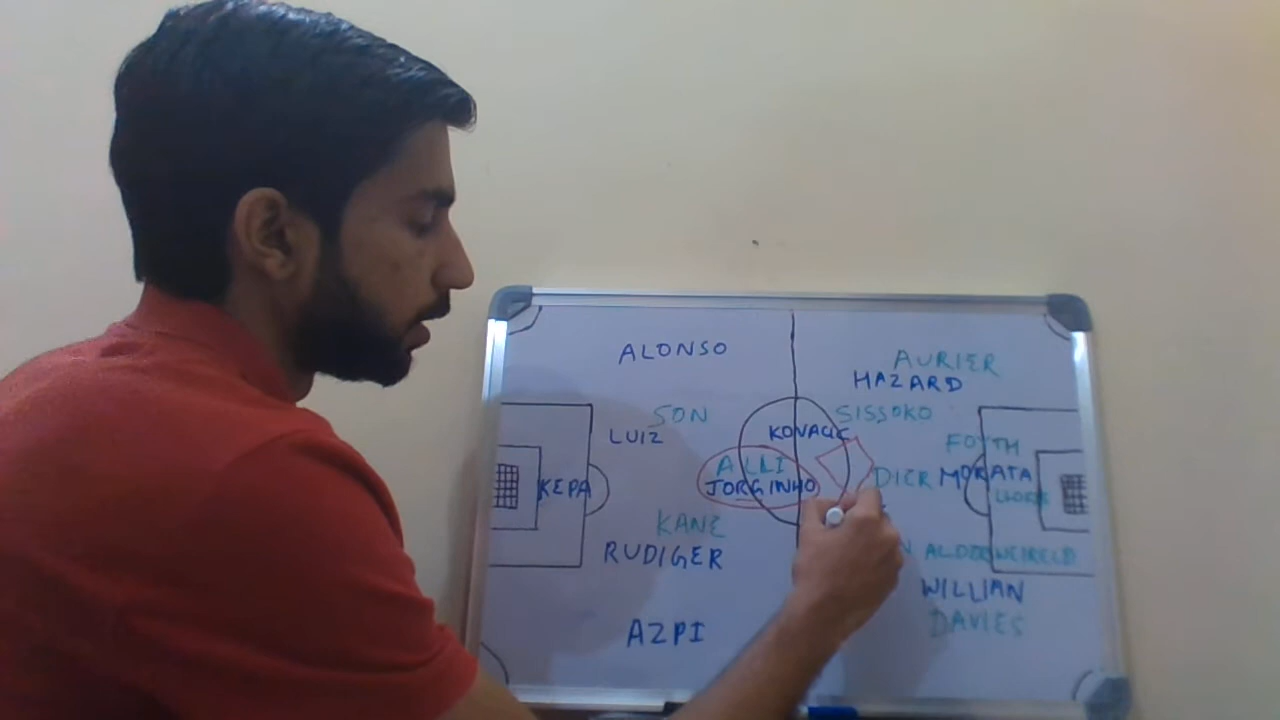 ALONSO
AURIER
HAZARD
SON
SISSOKO
LUIZ
KOVACIC
FOYTH
ALLI
KEPA
JORGINHO
DIER
MORATA
KANE
RUDIGER
ALDERWEIRELD
WILLIAN
AZPI
DAVIES